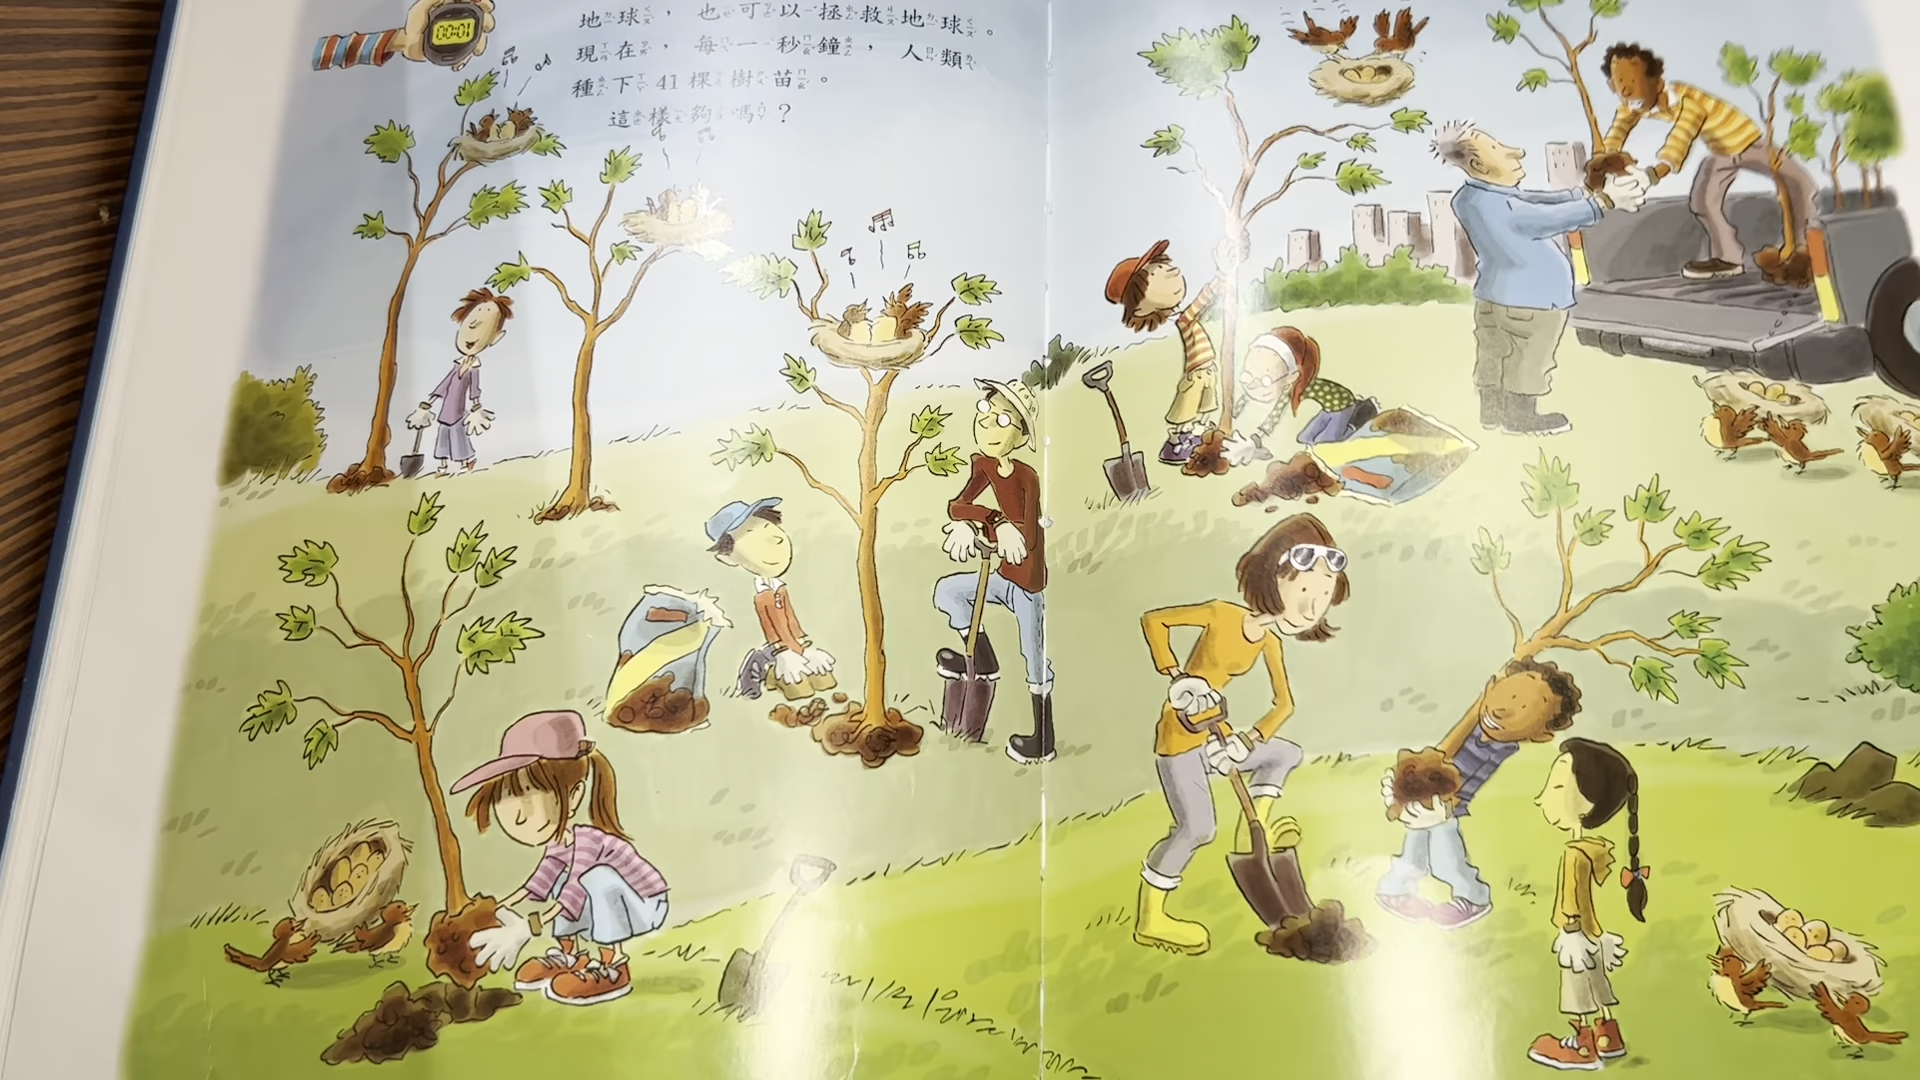 00:01
地球，也可以拯救地球。
現在，每一秒鐘，人類
種下41棵樹苗。
這樣夠嗎？